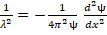 1/λ² = − 1/(4π²ψ) d²ψ/dx²